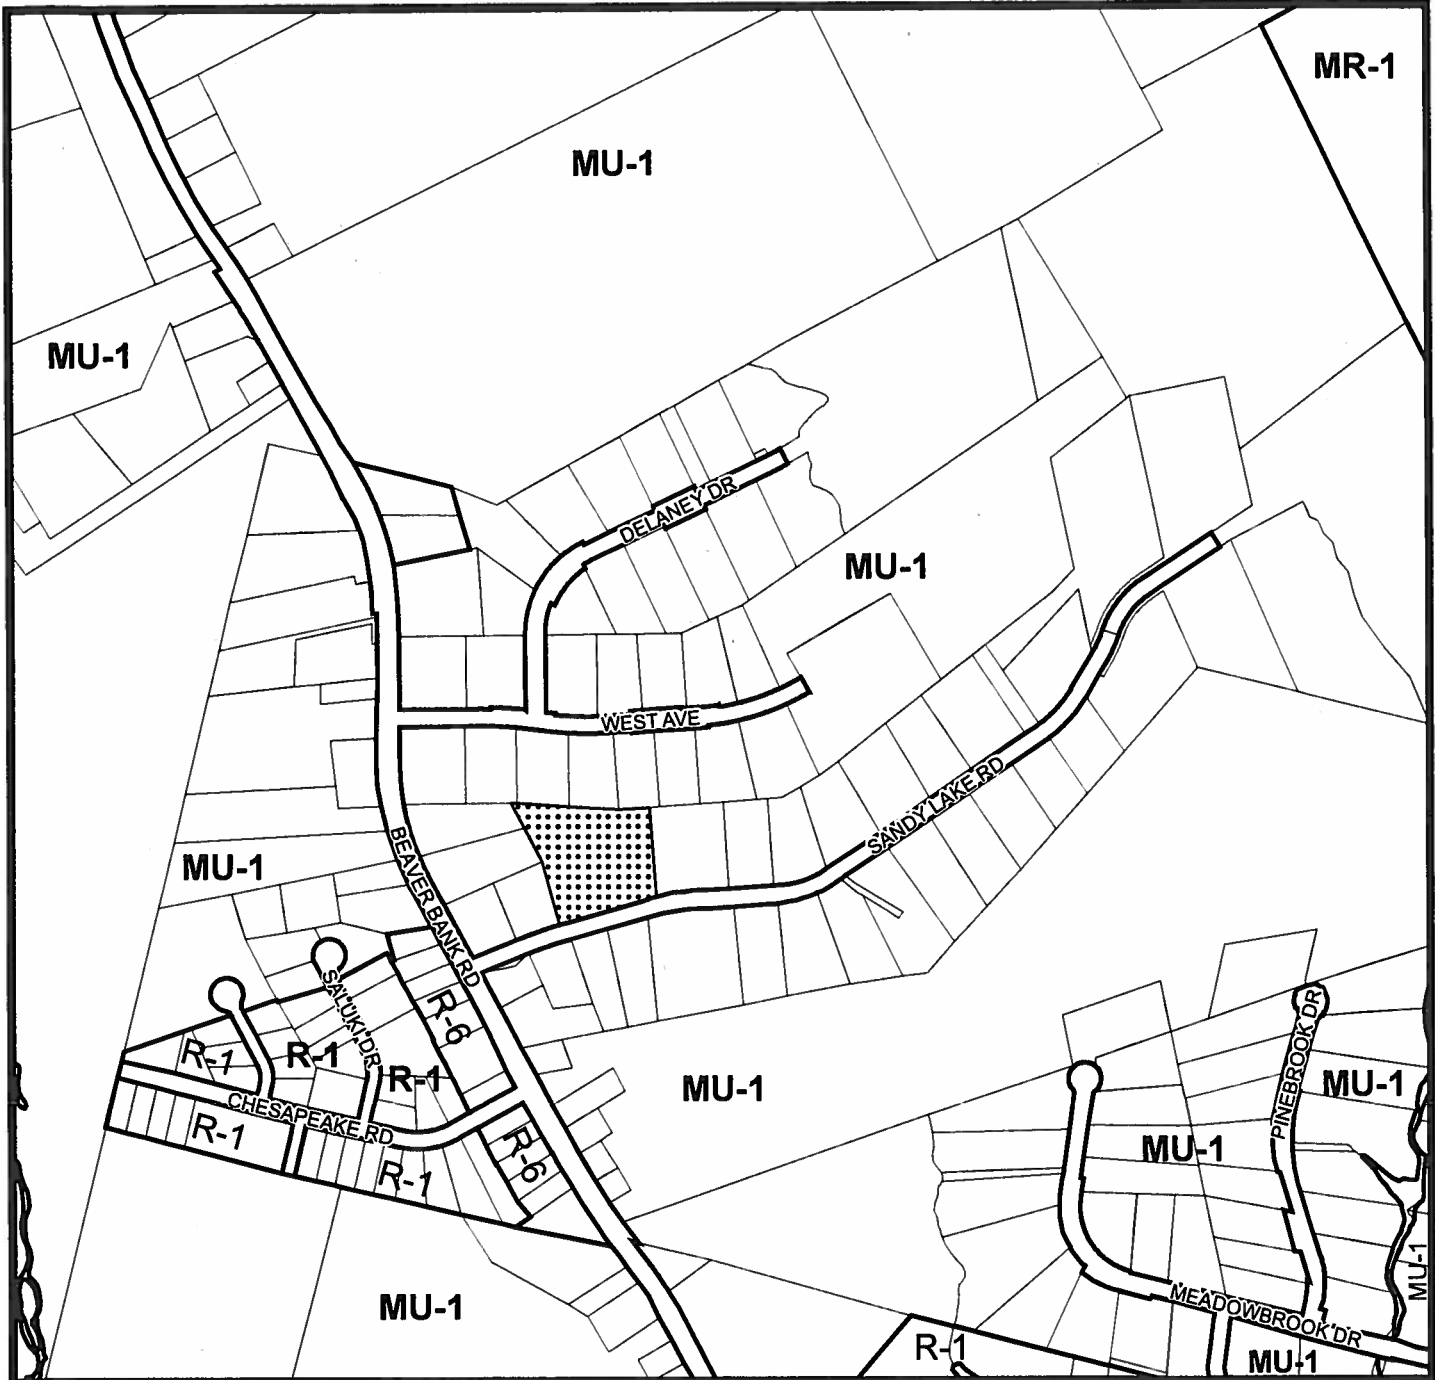 MR-1
MU-1
MU-1
DELANEY DR
MU-1
WEST AVE
SANDY LAKE RD
BEAVER BANK RD
MU-1
SALUKI DR
R-6
PINEBROOK DR
R-1
R-1
R-1
MU-1
MU-1
CHESAPEAKE RD
R-1
R-6
MU-1
R-1
MU-1
MU-1
MEADOWBROOK DR
R-1
MU-1